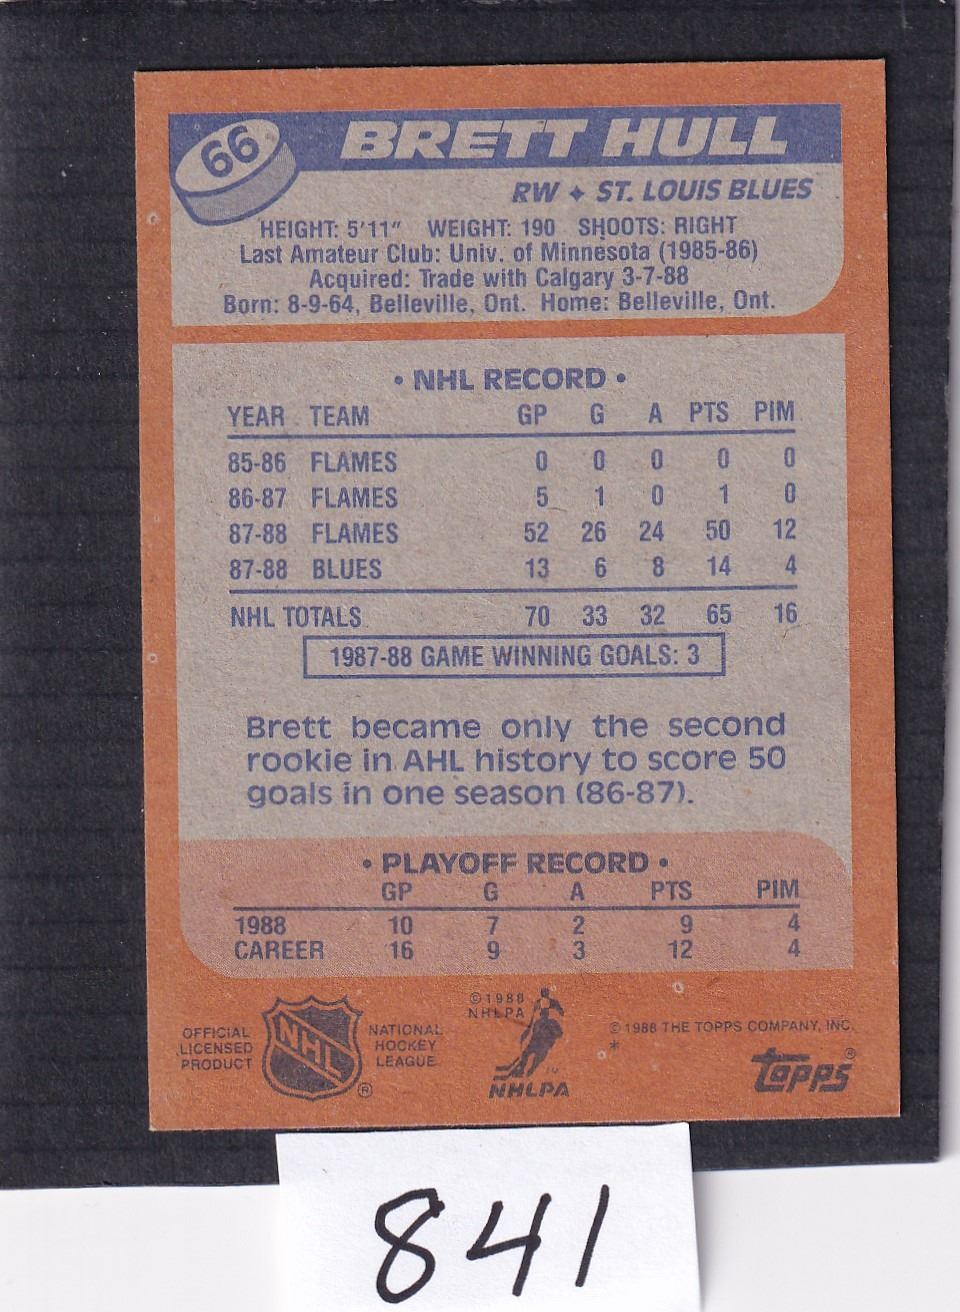 66
BRETT HULL
RW ✦ ST. LOUIS BLUES
HEIGHT: 5'11" WEIGHT: 190 SHOOTS: RIGHT
Last Amateur Club: Univ. of Minnesota (1985-86)
Acquired: Trade with Calgary 3-7-88
Born: 8-9-64, Belleville, Ont. Home: Belleville, Ont.
• NHL RECORD •
YEAR TEAM GP G A PTS PIM
85-86 FLAMES 0 0 0 0 0
86-87 FLAMES 5 1 0 1 0
87-88 FLAMES 52 26 24 50 12
87-88 BLUES 13 6 8 14 4
NHL TOTALS 70 33 32 65 16
1987-88 GAME WINNING GOALS: 3
Brett became only the second
rookie in AHL history to score 50
goals in one season (86-87).
• PLAYOFF RECORD •
GP G A PTS PIM
1988 10 7 2 9 4
CAREER 16 9 3 12 4
OFFICIAL
LICENSED
PRODUCT
NHL
®
NATIONAL
HOCKEY
LEAGUE
© 1988
NHLPA
NHLPA
© 1988 THE TOPPS COMPANY, INC.
*
topps®
841